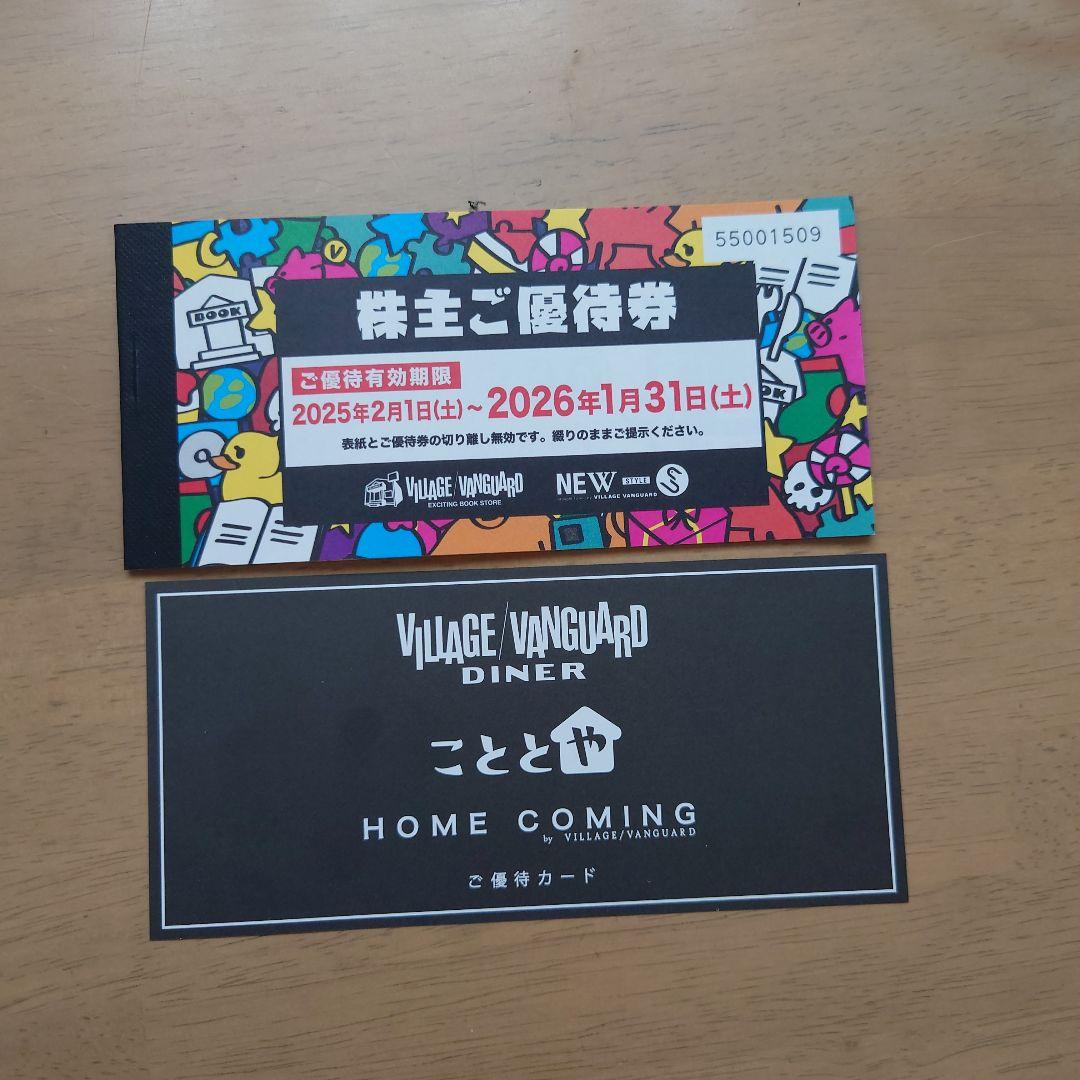 55001509
BOOK
株主ご優待券
ご優待有効期限
2025年2月1日(土)~2026年1月31日(土)
表紙とご優待券の切り離し無効です。綴りのままご提示ください。
VILLAGE/VANGUARD
EXCITING BOOK STORE
NEW STYLE
VILLAGE VANGUARD
BOOK
V
VILLAGE/VANGUARD
DINER
こととや
HOME COMING
by VILLAGE/VANGUARD
ご優待カード